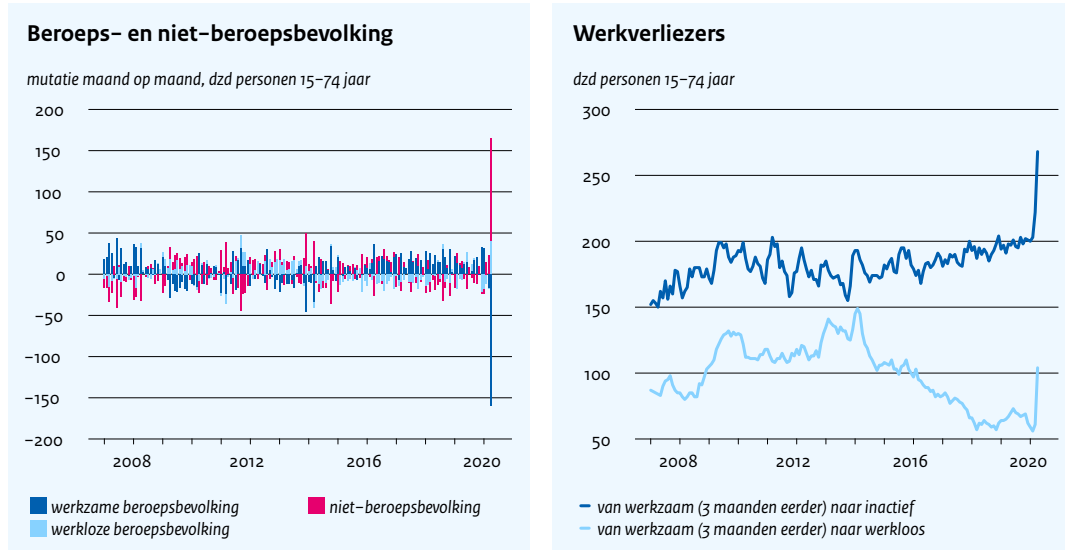 Beroeps- en niet-beroepsbevolking
mutatie maand op maand, dzd personen 15-74 jaar
200
150
100
50
0
-50
-100
-150
-200
2008 2012 2016 2020
werkzame beroepsbevolking niet-beroepsbevolking
werkloze beroepsbevolking
Werkverliezers
dzd personen 15-74 jaar
300
250
200
150
100
50
2008 2012 2016 2020
van werkzaam (3 maanden eerder) naar inactief
van werkzaam (3 maanden eerder) naar werkloos